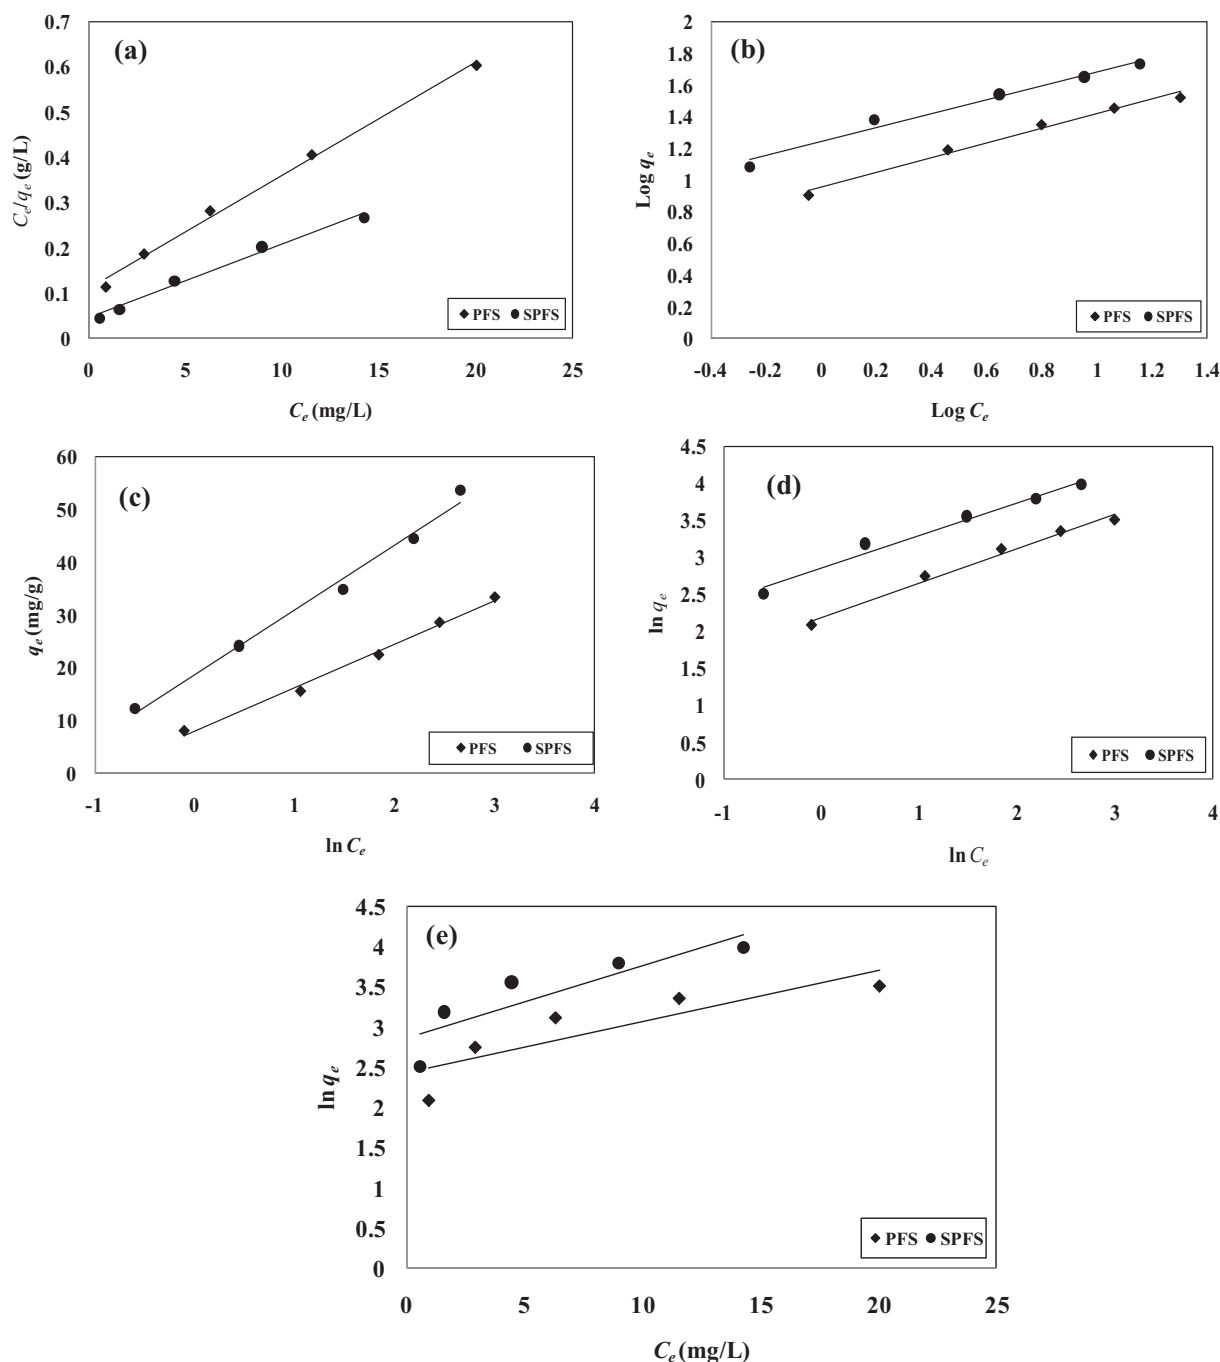 (a)
0.7
0.6
0.5
0.4
0.3
0.2
0.1
0
Ce/qe (g/L)
PFS SPFS
0 5 10 15 20 25
Ce (mg/L)
(b)
2
1.8
1.6
1.4
1.2
1
0.8
0.6
0.4
0.2
0
Log qe
PFS SPFS
-0.4 -0.2 0 0.2 0.4 0.6 0.8 1 1.2 1.4
Log Ce
(c)
60
50
40
30
20
10
0
qe (mg/g)
PFS SPFS
-1 0 1 2 3 4
ln Ce
(d)
4.5
4
3.5
3
2.5
2
1.5
1
0.5
0
ln qe
PFS SPFS
-1 0 1 2 3 4
ln Ce
(e)
4.5
4
3.5
3
2.5
2
1.5
1
0.5
0
ln qe
PFS SPFS
0 5 10 15 20 25
Ce (mg/L)